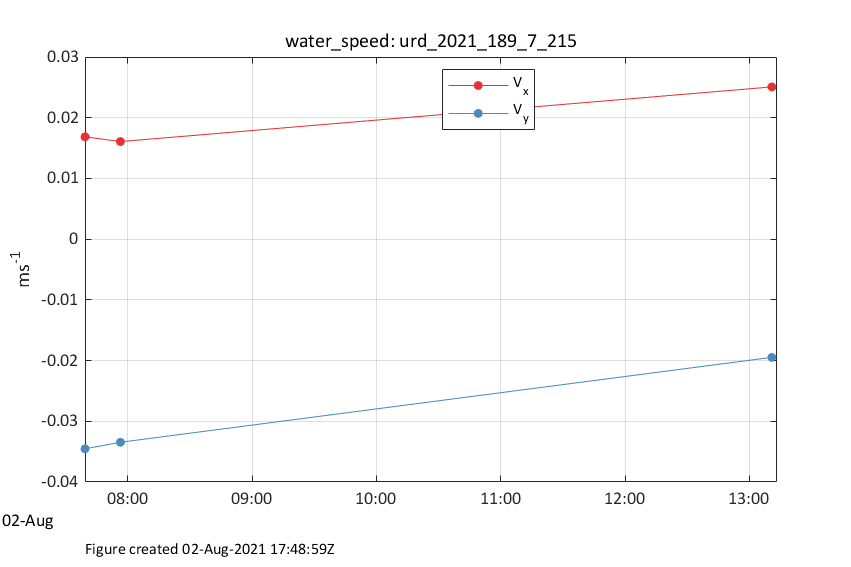 water_speed: urd_2021_189_7_215
0.03
V_x
V_y
0.02
0.01
0
ms^-1
-0.01
-0.02
-0.03
-0.04
08:00 09:00 10:00 11:00 12:00 13:00
02-Aug
Figure created 02-Aug-2021 17:48:59Z